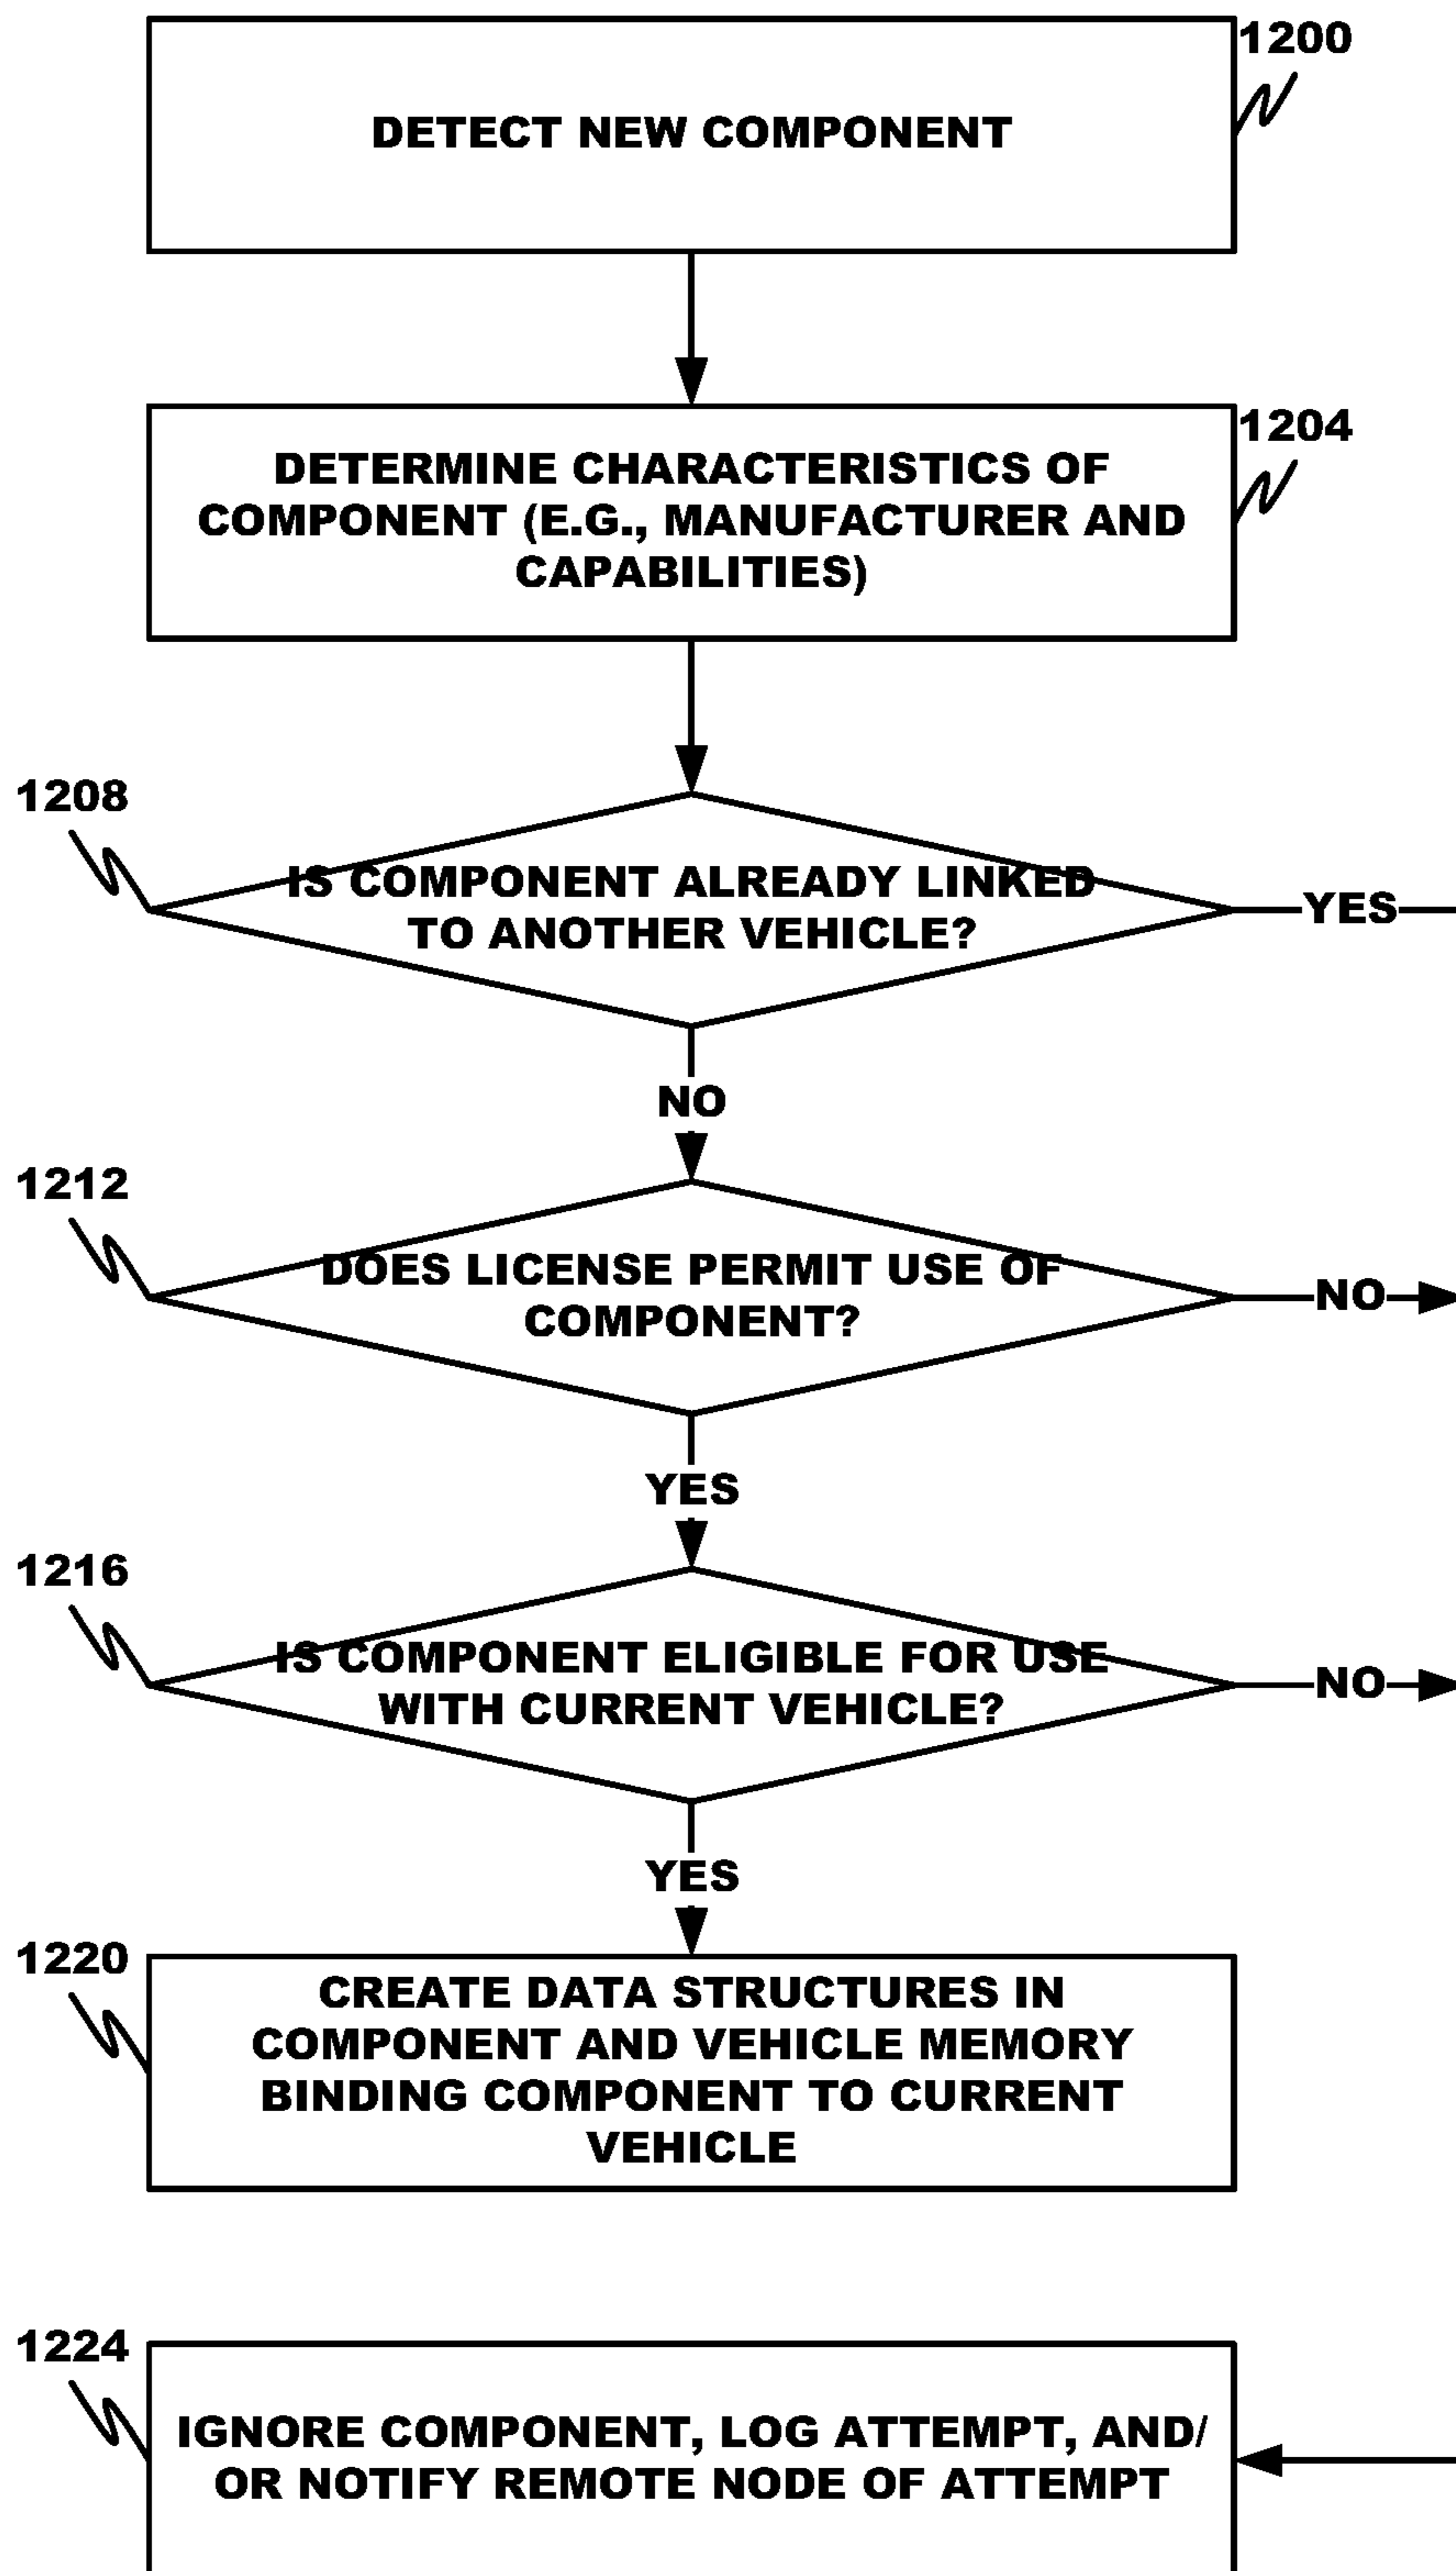 1200
DETECT NEW COMPONENT
1204
DETERMINE CHARACTERISTICS OF
COMPONENT (E.G., MANUFACTURER AND
CAPABILITIES)
1208
IS COMPONENT ALREADY LINKED
TO ANOTHER VEHICLE?
YES
NO
1212
DOES LICENSE PERMIT USE OF
COMPONENT?
NO
YES
1216
IS COMPONENT ELIGIBLE FOR USE
WITH CURRENT VEHICLE?
NO
YES
1220
CREATE DATA STRUCTURES IN
COMPONENT AND VEHICLE MEMORY
BINDING COMPONENT TO CURRENT
VEHICLE
1224
IGNORE COMPONENT, LOG ATTEMPT, AND/
OR NOTIFY REMOTE NODE OF ATTEMPT